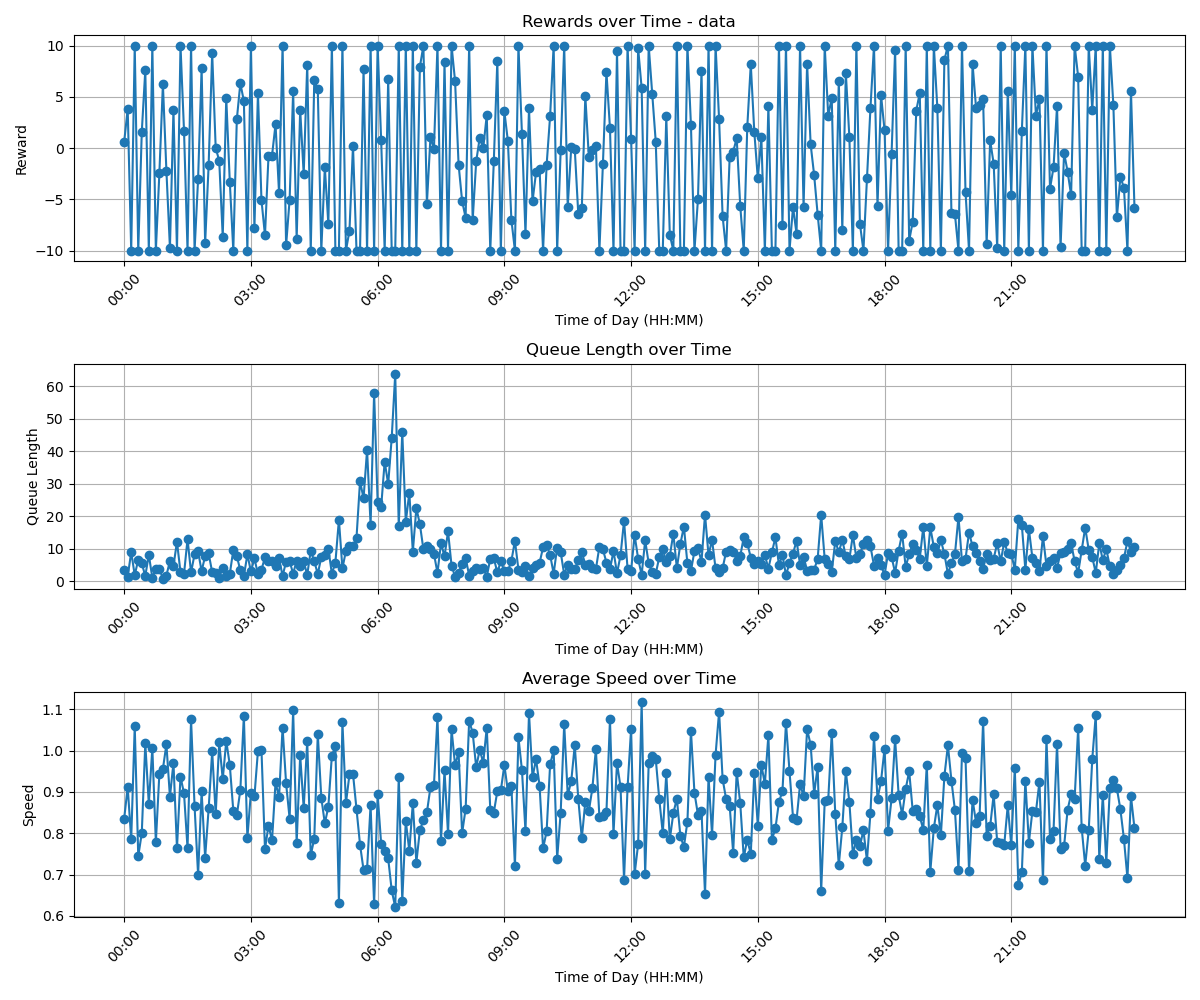 Rewards over Time - data
Reward
10
5
0
−5
−10
00:00 03:00 06:00 09:00 12:00 15:00 18:00 21:00
Time of Day (HH:MM)
Queue Length over Time
Queue Length
60
50
40
30
20
10
0
00:00 03:00 06:00 09:00 12:00 15:00 18:00 21:00
Time of Day (HH:MM)
Average Speed over Time
Speed
1.1
1.0
0.9
0.8
0.7
0.6
00:00 03:00 06:00 09:00 12:00 15:00 18:00 21:00
Time of Day (HH:MM)